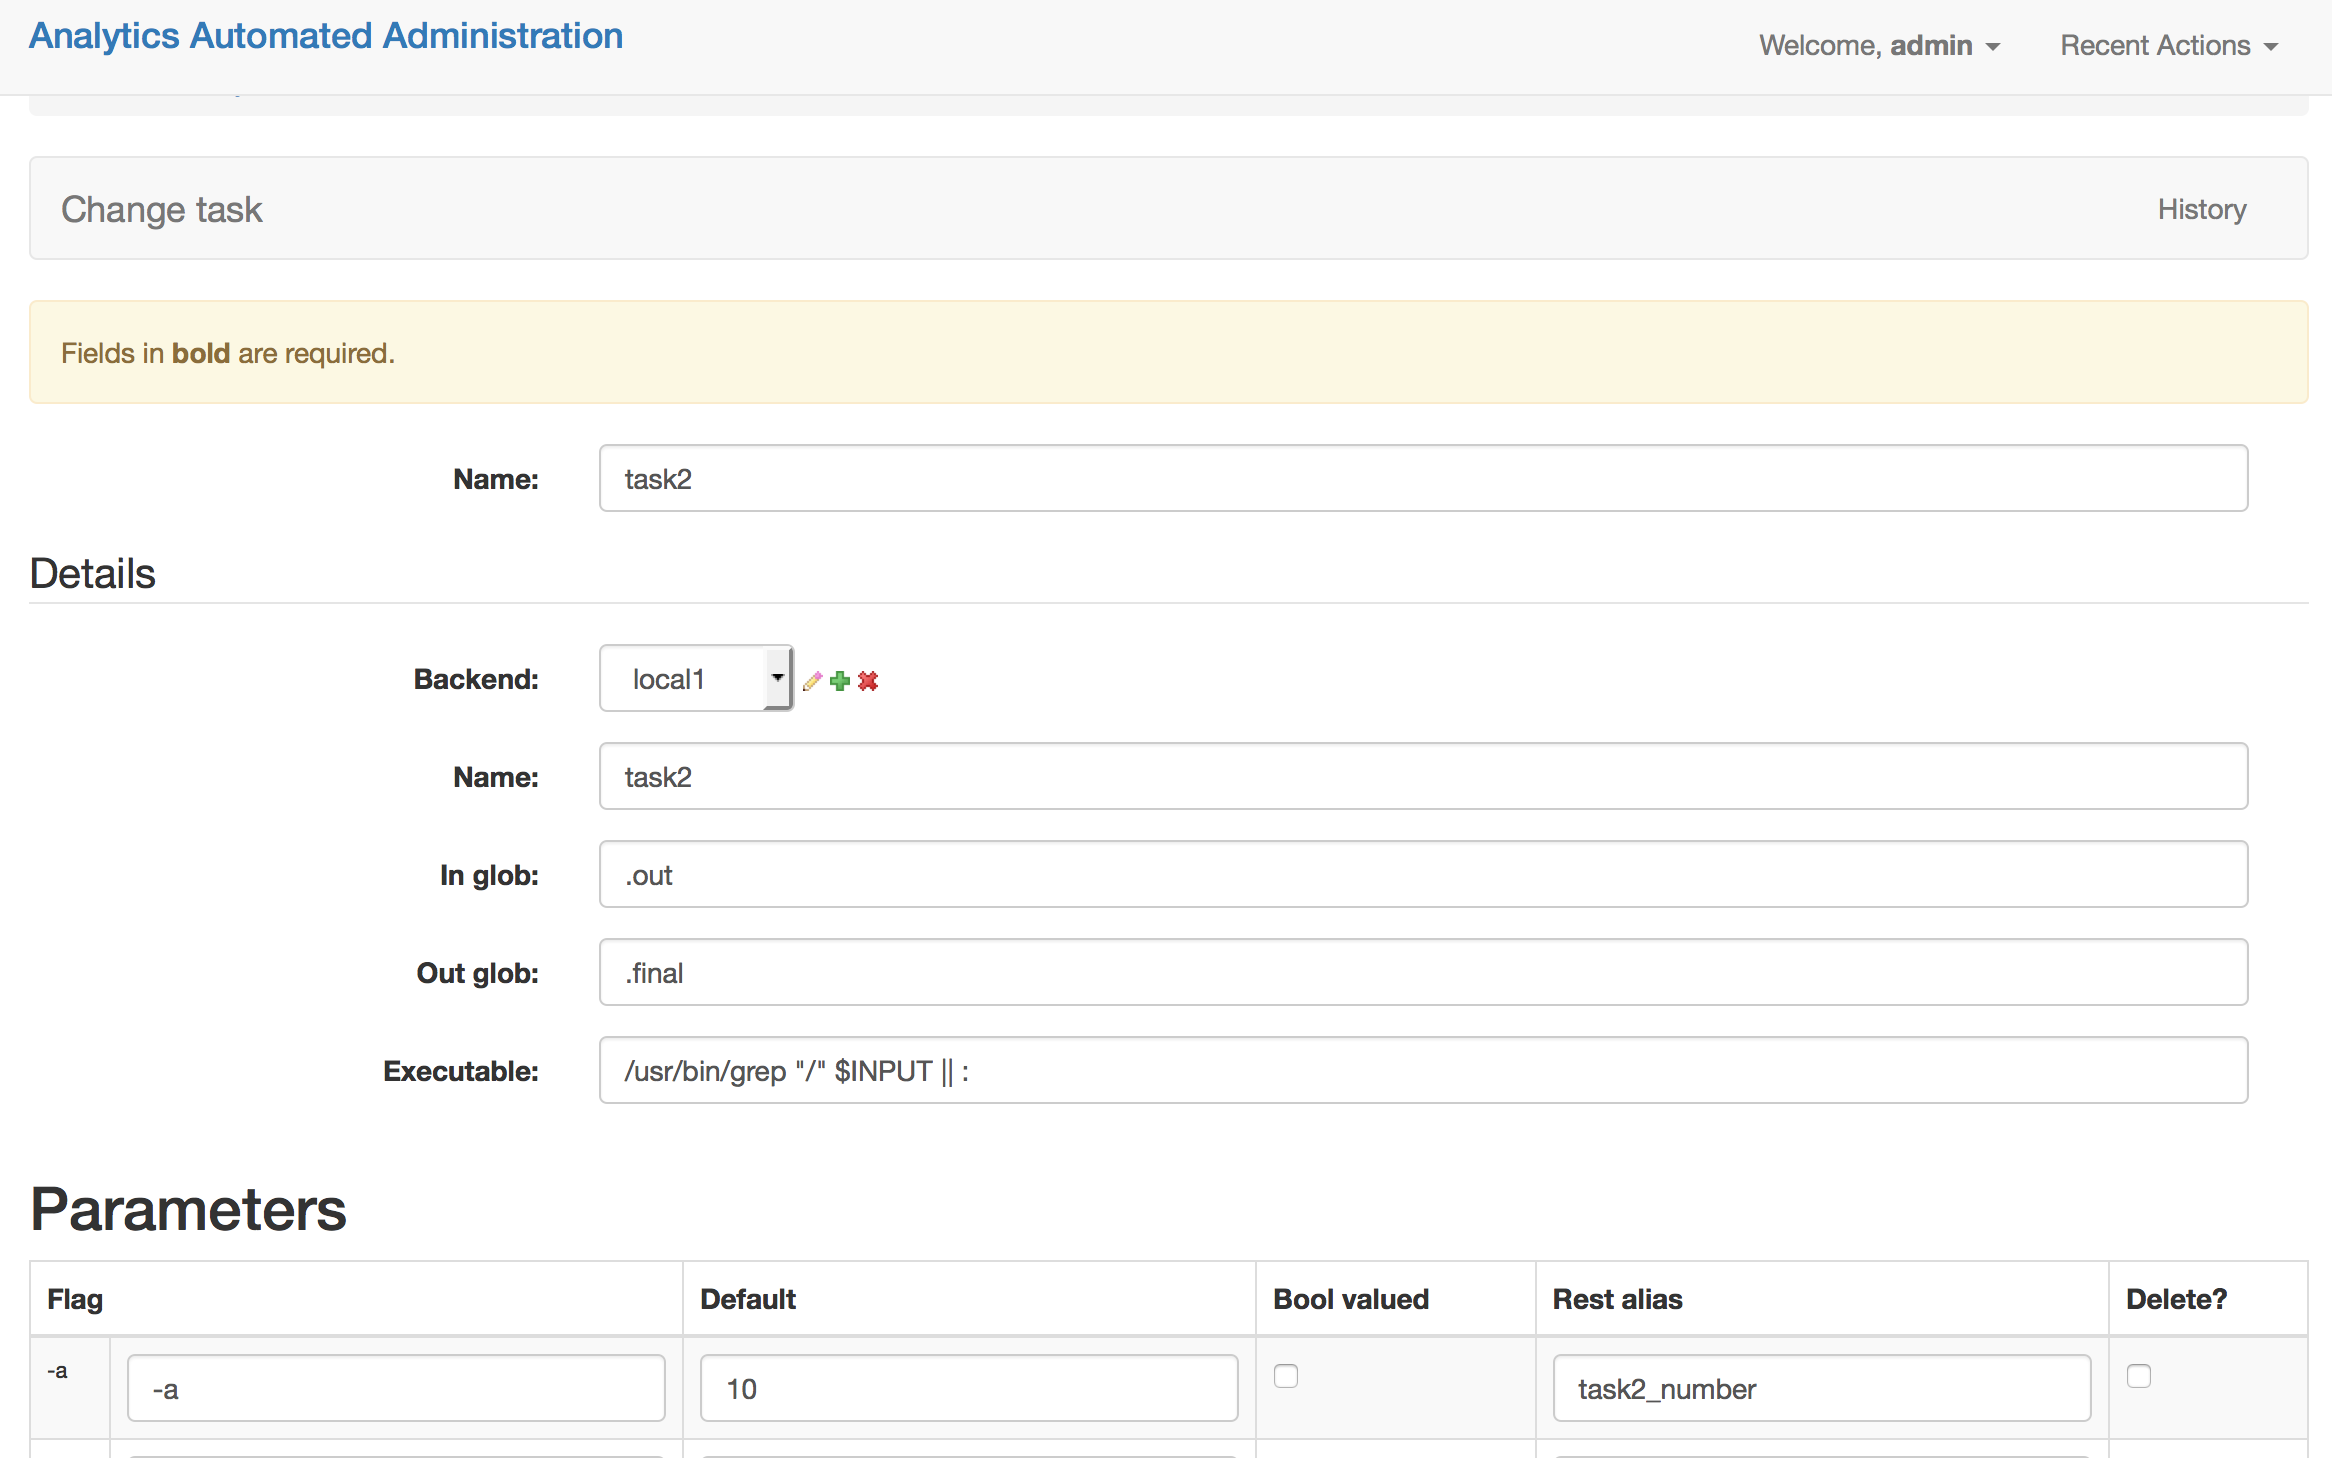 Analytics Automated Administration
Welcome, admin
Recent Actions
Change task
History
Fields in bold are required.
Name:
task2
Details
Backend:
local1
Name:
task2
In glob:
.out
Out glob:
.final
Executable:
/usr/bin/grep "/" $INPUT || :
Parameters
Flag Default Bool valued Rest alias Delete?
-a -a 10 task2_number